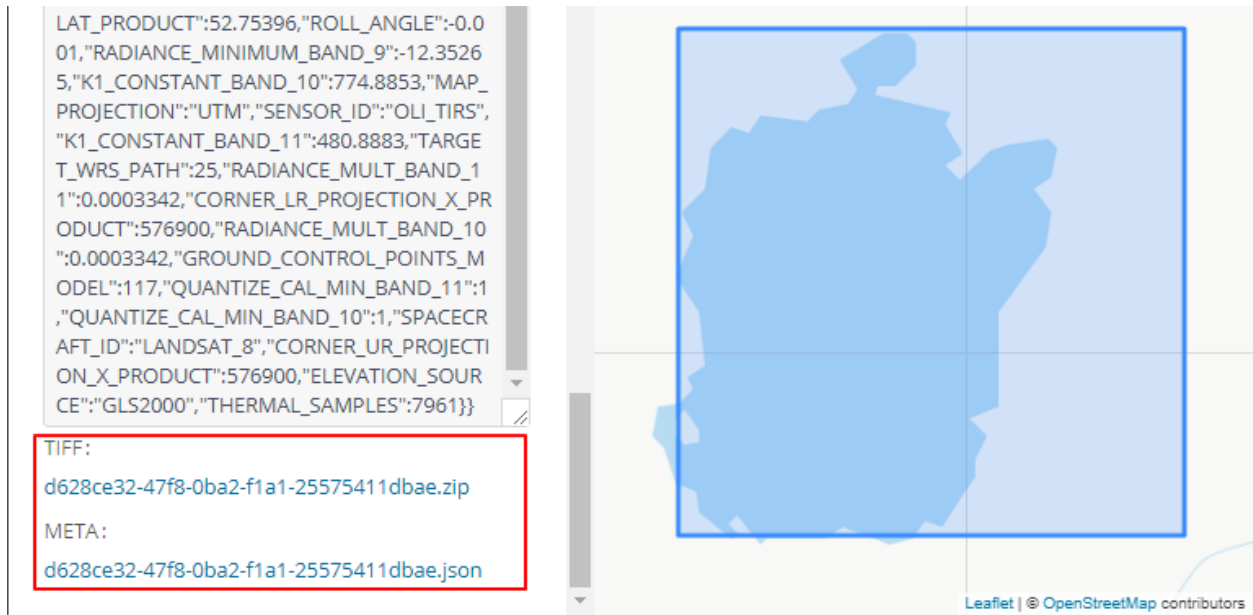 LAT_PRODUCT":52.75396,"ROLL_ANGLE":-0.0
01,"RADIANCE_MINIMUM_BAND_9":-12.3526
5,"K1_CONSTANT_BAND_10":774.8853,"MAP_
PROJECTION":"UTM","SENSOR_ID":"OLI_TIRS",
"K1_CONSTANT_BAND_11":480.8883,"TARGE
T_WRS_PATH":25,"RADIANCE_MULT_BAND_1
1":0.0003342,"CORNER_LR_PROJECTION_X_PR
ODUCT":576900,"RADIANCE_MULT_BAND_10
":0.0003342,"GROUND_CONTROL_POINTS_M
ODEL":117,"QUANTIZE_CAL_MIN_BAND_11":1
,"QUANTIZE_CAL_MIN_BAND_10":1,"SPACECR
AFT_ID":"LANDSAT_8","CORNER_UR_PROJECTI
ON_X_PRODUCT":576900,"ELEVATION_SOUR
CE":"GLS2000","THERMAL_SAMPLES":7961}}
TIFF:
d628ce32-47f8-0ba2-f1a1-25575411dbae.zip
META:
d628ce32-47f8-0ba2-f1a1-25575411dbae.json
Leaflet | © OpenStreetMap contributors